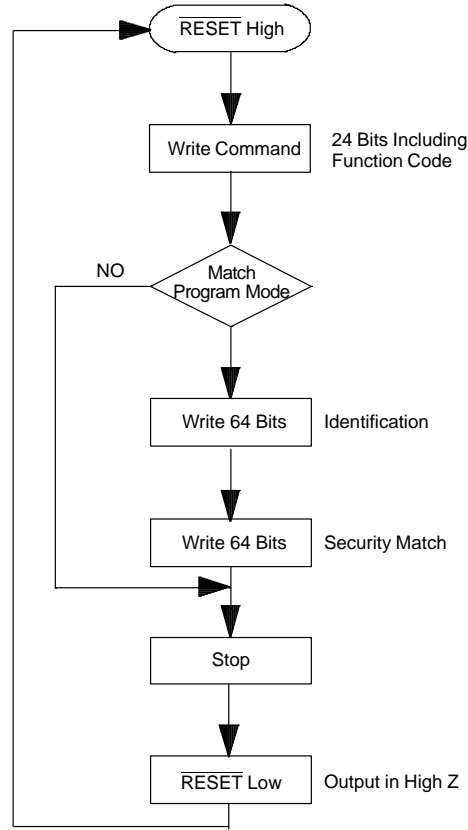 RESET High
Write Command
24 Bits Including
Function Code
NO
Match
Program Mode
Write 64 Bits
Identification
Write 64 Bits
Security Match
Stop
RESET Low
Output in High Z